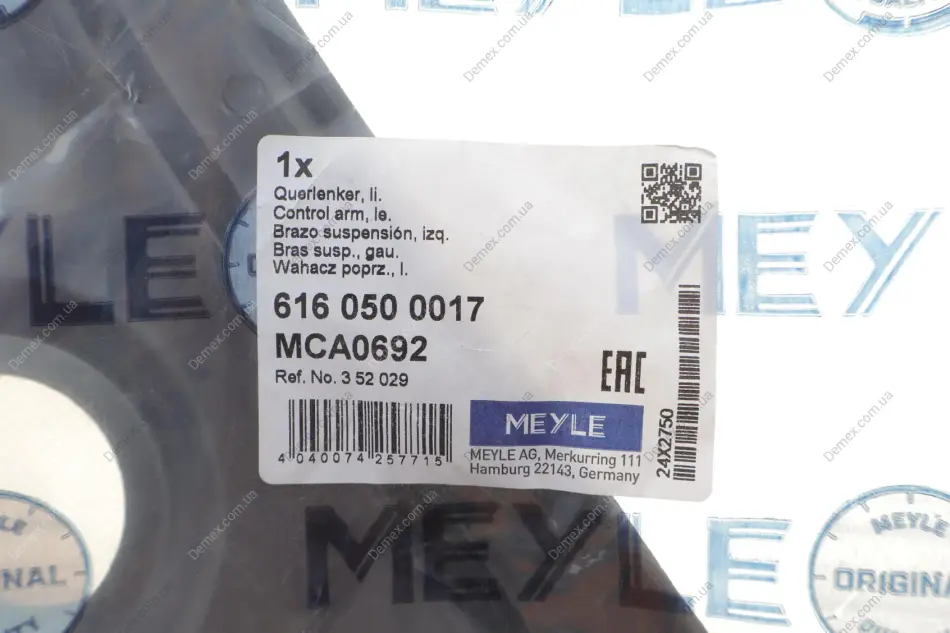 1x
Querlenker, li.
Control arm, le.
Brazo suspensión, izq.
Bras susp., gau.
Wahacz poprz., l.
616 050 0017
MCA0692
Ref. No. 3 52 029
EAC
4 040074 257715
MEYLE
MEYLE AG, Merkurring 111
Hamburg 22143, Germany
24X2750
MEYLE
MEYLE
ORIGINAL
Demex.com.ua